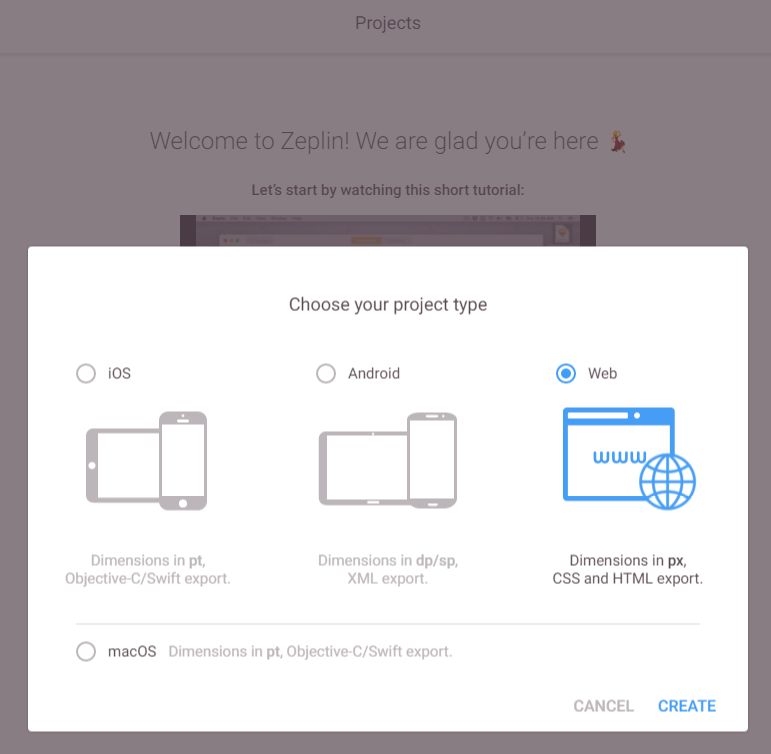 Projects
Welcome to Zeplin! We are glad you’re here 💃
Let’s start by watching this short tutorial:
Choose your project type
iOS
Android
Web
www
Dimensions in pt,
Objective-C/Swift export.
Dimensions in dp/sp,
XML export.
Dimensions in px,
CSS and HTML export.
macOS Dimensions in pt, Objective-C/Swift export.
CANCEL CREATE